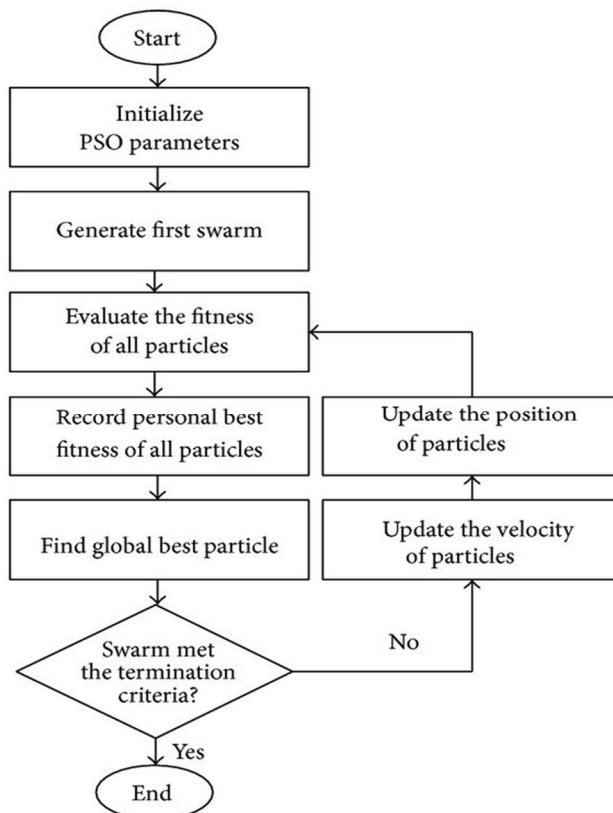 Start
Initialize
PSO parameters
Generate first swarm
Evaluate the fitness
of all particles
Record personal best
fitness of all particles
Find global best particle
Swarm met
the termination
criteria?
Yes
End
No
Update the velocity
of particles
Update the position
of particles